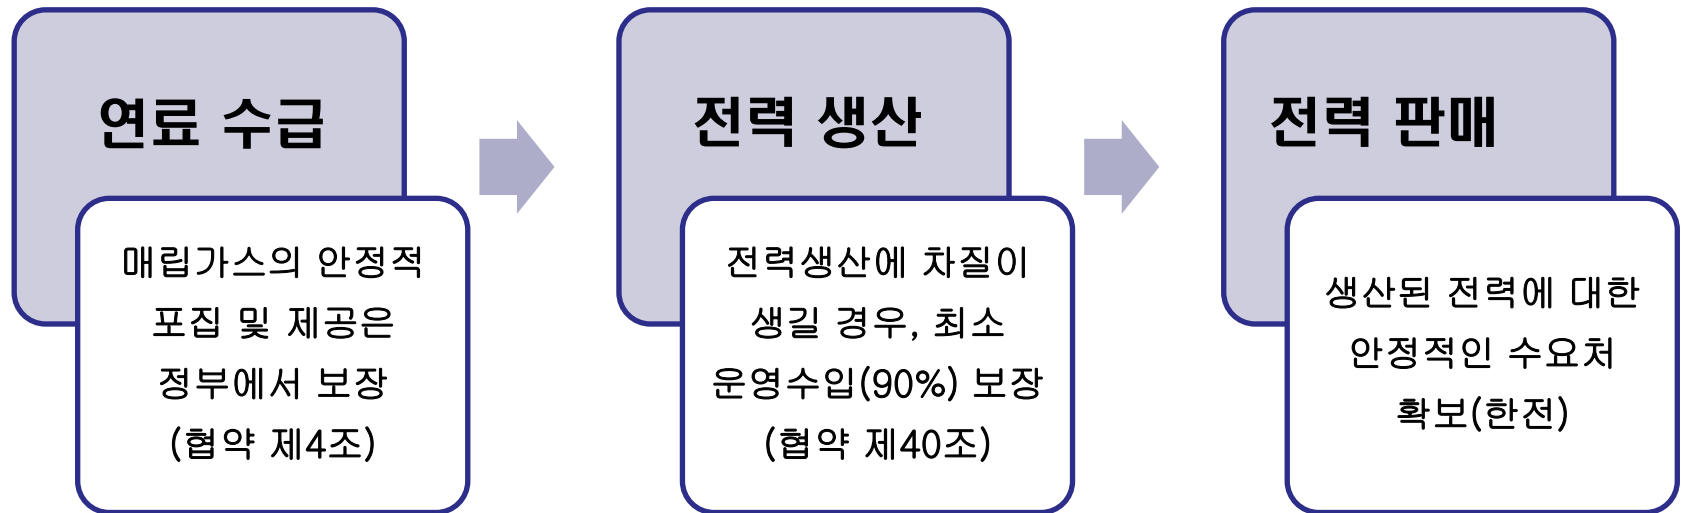 연료 수급
매립가스의 안정적
포집 및 제공은
정부에서 보장
(협약 제4조)
전력 생산
전력생산에 차질이
생길 경우, 최소
운영수입(90%) 보장
(협약 제40조)
전력 판매
생산된 전력에 대한
안정적인 수요처
확보(한전)